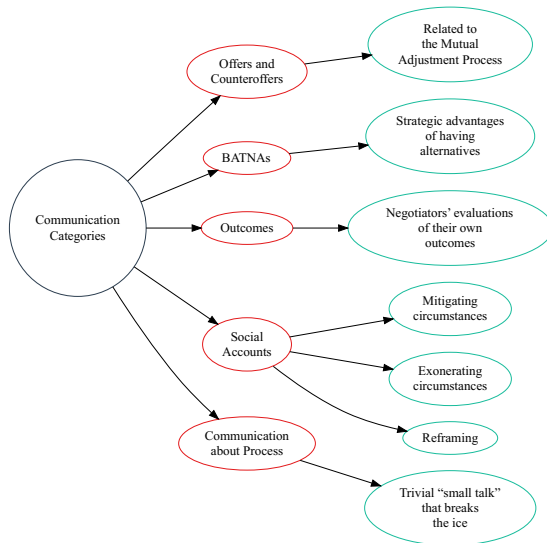 Related to
the Mutual
Adjustment Process
Offers and
Counteroffers
Strategic advantages
of having
alternatives
BATNAs
Communication
Categories
Outcomes
Negotiators’ evaluations
of their own
outcomes
Mitigating
circumstances
Social
Accounts
Exonerating
circumstances
Reframing
Communication
about Process
Trivial “small talk”
that breaks
the ice